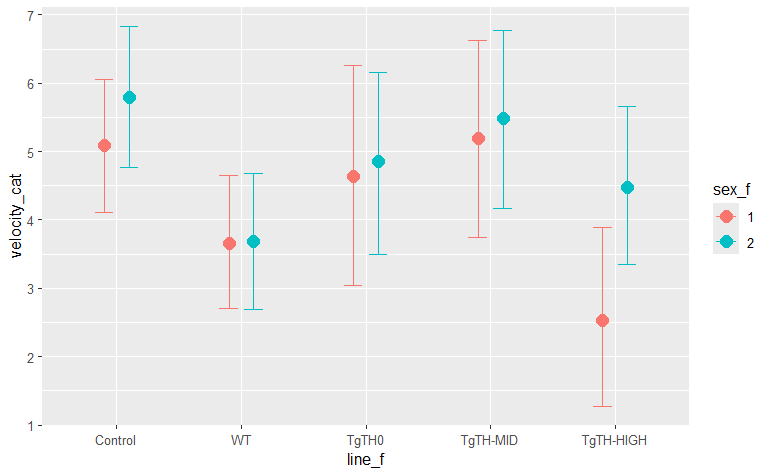 velocity_cat
7
6
5
4
3
2
1
Control WT TgTH0 TgTH-MID TgTH-HIGH
line_f
sex_f
1
2